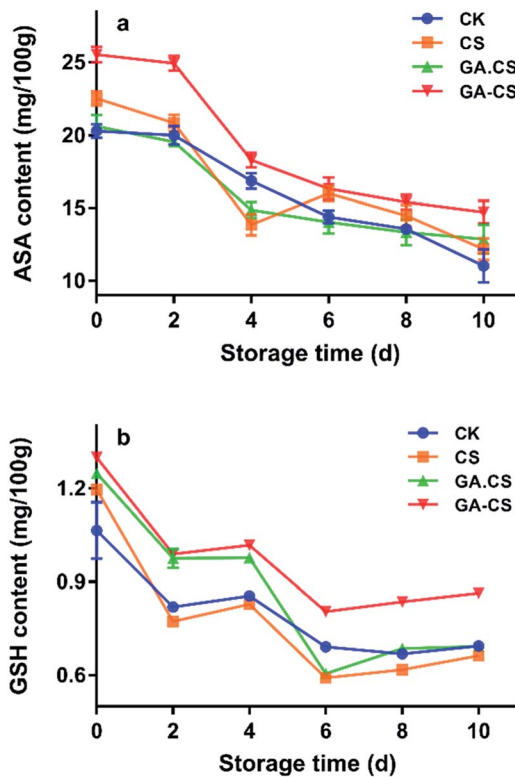 a
CK
CS
GA.CS
GA-CS
ASA content (mg/100g)
25
20
15
10
0 2 4 6 8 10
Storage time (d)
b
CK
CS
GA.CS
GA-CS
GSH content (mg/100g)
1.2
0.9
0.6
0 2 4 6 8 10
Storage time (d)